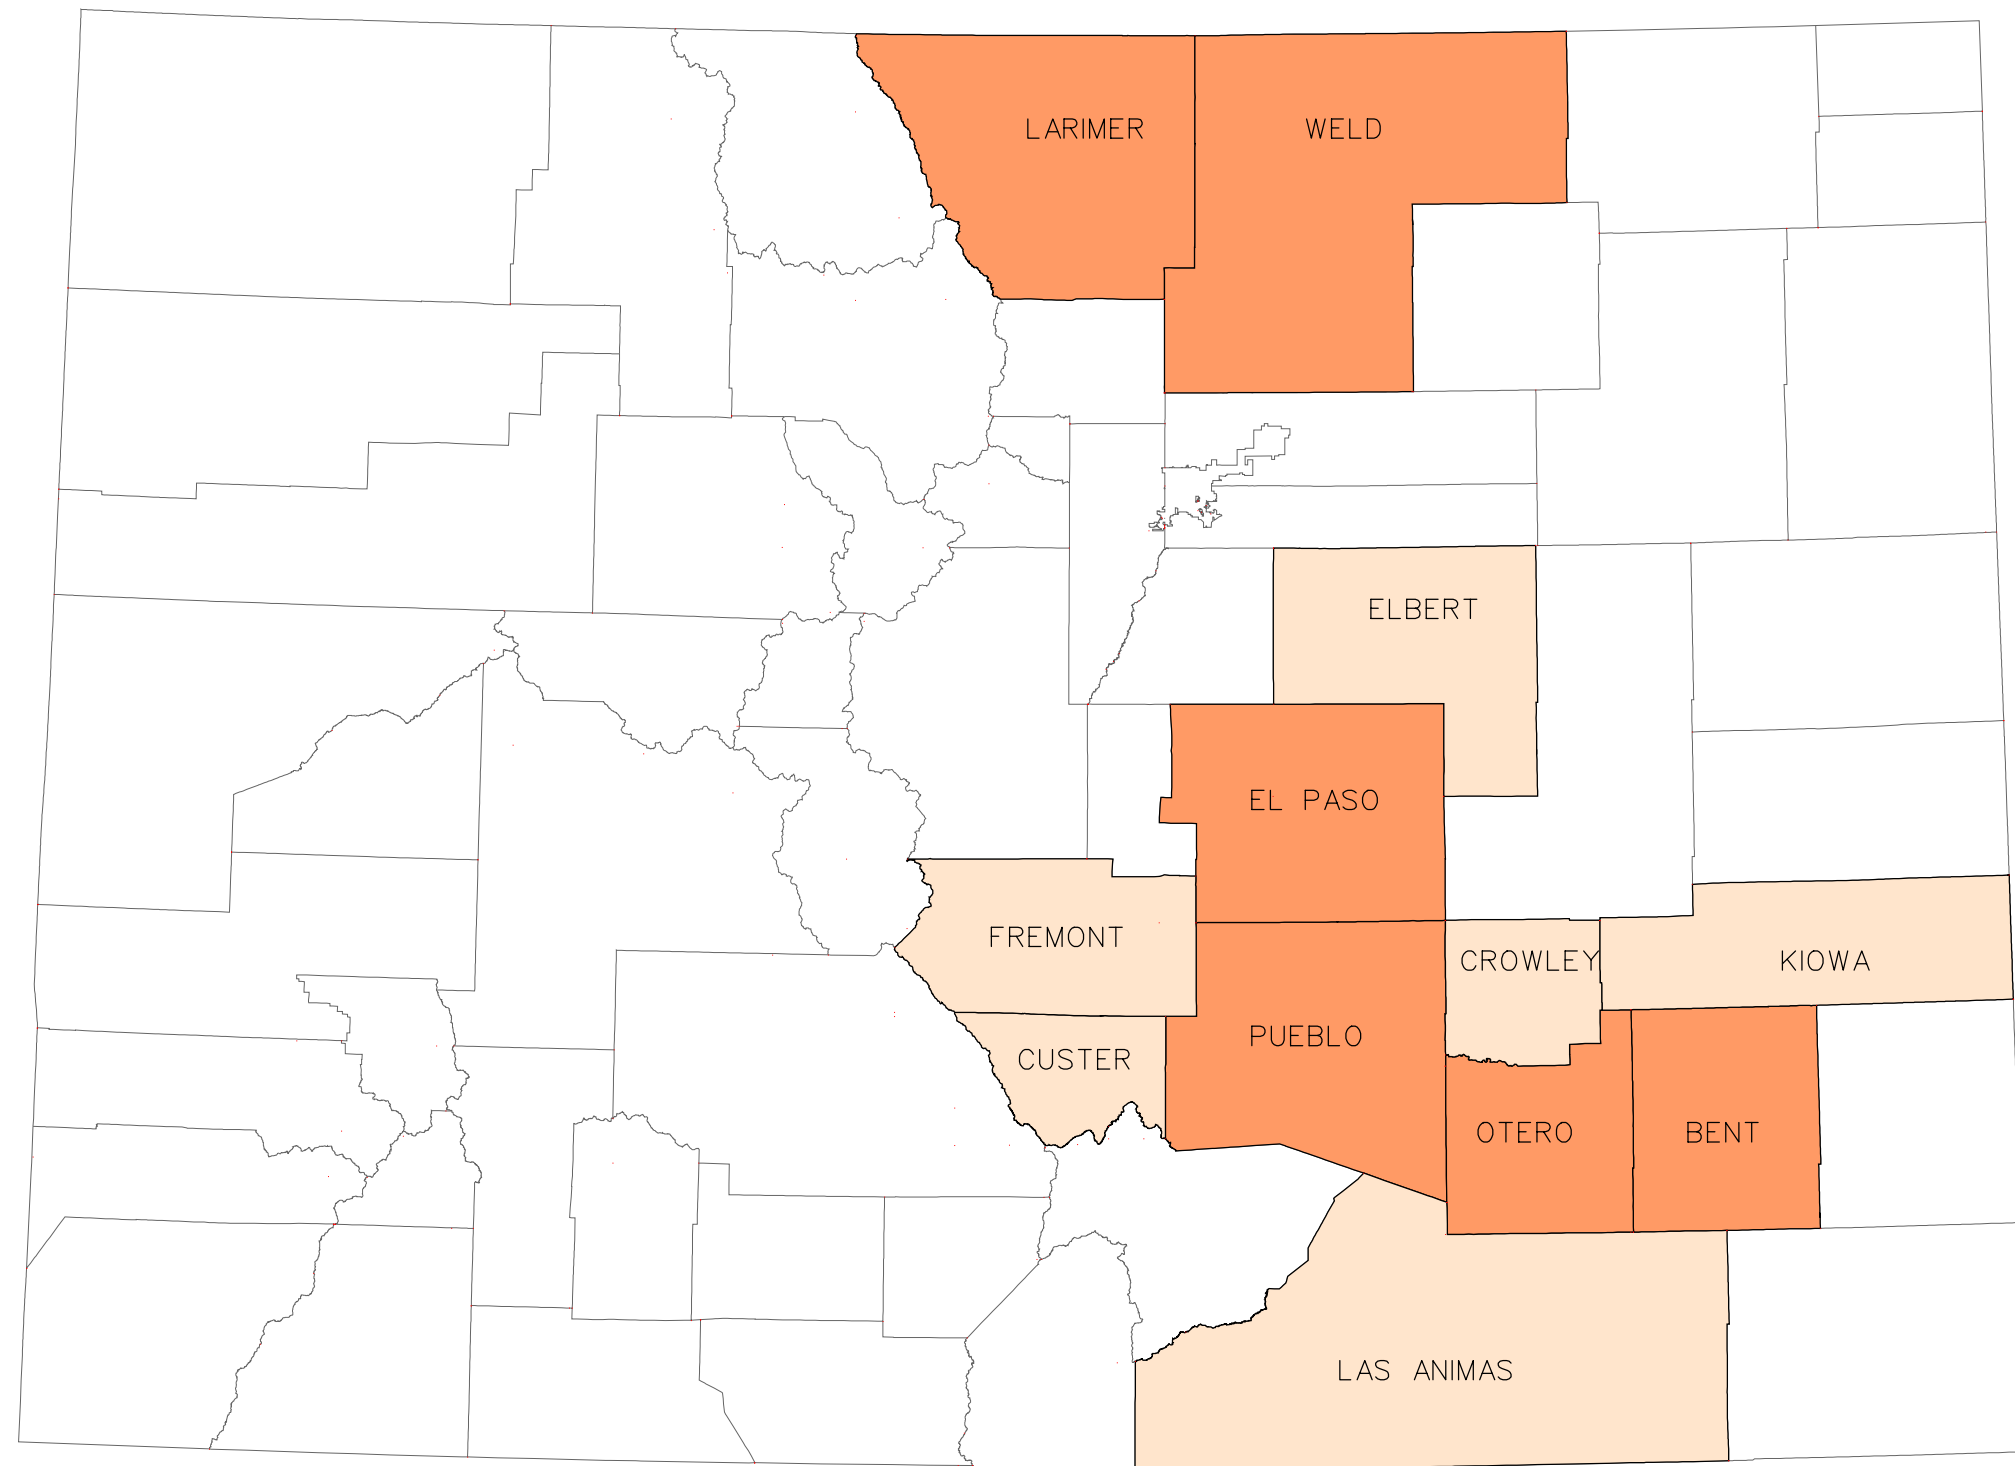 LARIMER
WELD
ELBERT
EL PASO
FREMONT
CROWLEY
KIOWA
PUEBLO
CUSTER
OTERO
BENT
LAS ANIMAS